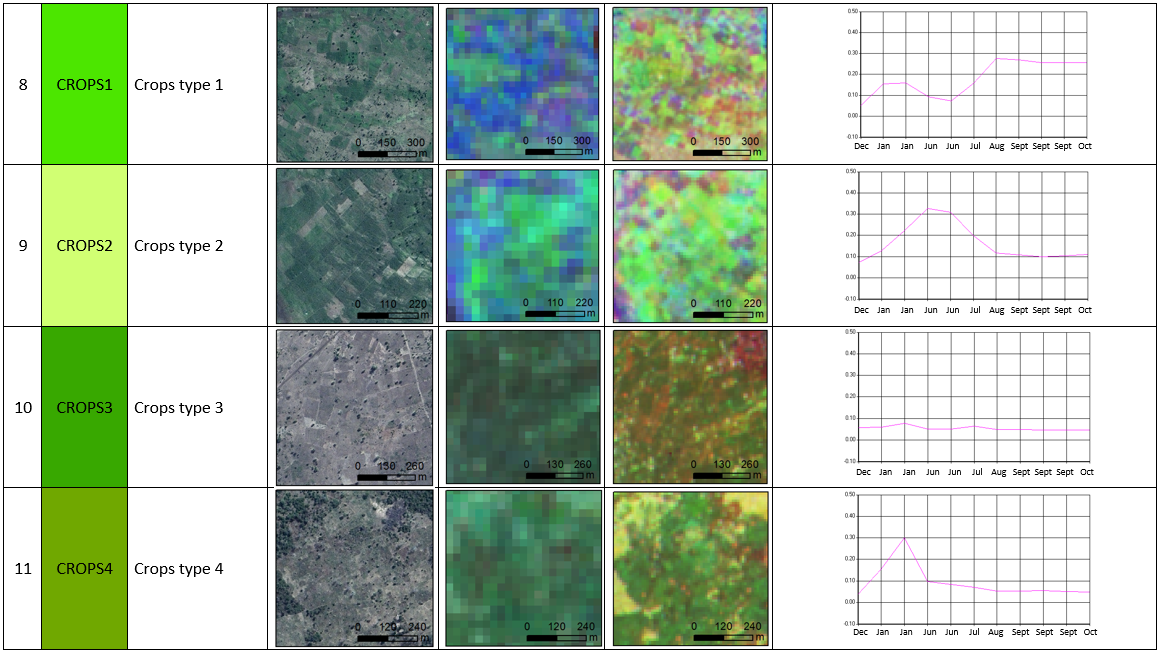 8 CROPS1 Crops type 1
0 150 300
m
0 150 300
m
0 150 300
m
0.50
0.40
0.30
0.20
0.10
0.00
-0.10
Dec Jan Jan Jun Jun Jul Aug Sept Sept Sept Oct
9 CROPS2 Crops type 2
0 110 220
m
0 110 220
m
0 110 220
m
0.50
0.40
0.30
0.20
0.10
0.00
-0.10
Dec Jan Jan Jun Jun Jul Aug Sept Sept Sept Oct
10 CROPS3 Crops type 3
0 130 260
m
0 130 260
m
0 130 260
m
0.50
0.40
0.30
0.20
0.10
0.00
-0.10
Dec Jan Jan Jun Jun Jul Aug Sept Sept Sept Oct
11 CROPS4 Crops type 4
0 120 240
m
0 120 240
m
0 120 240
m
0.50
0.40
0.30
0.20
0.10
0.00
-0.10
Dec Jan Jan Jun Jun Jul Aug Sept Sept Sept Oct